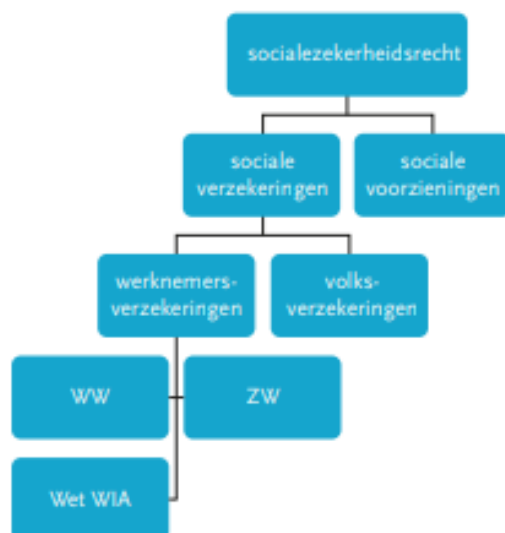 socialezekerheidsrecht
sociale
verzekeringen
sociale
voorzieningen
werknemers-
verzekeringen
volks-
verzekeringen
WW
ZW
Wet WIA